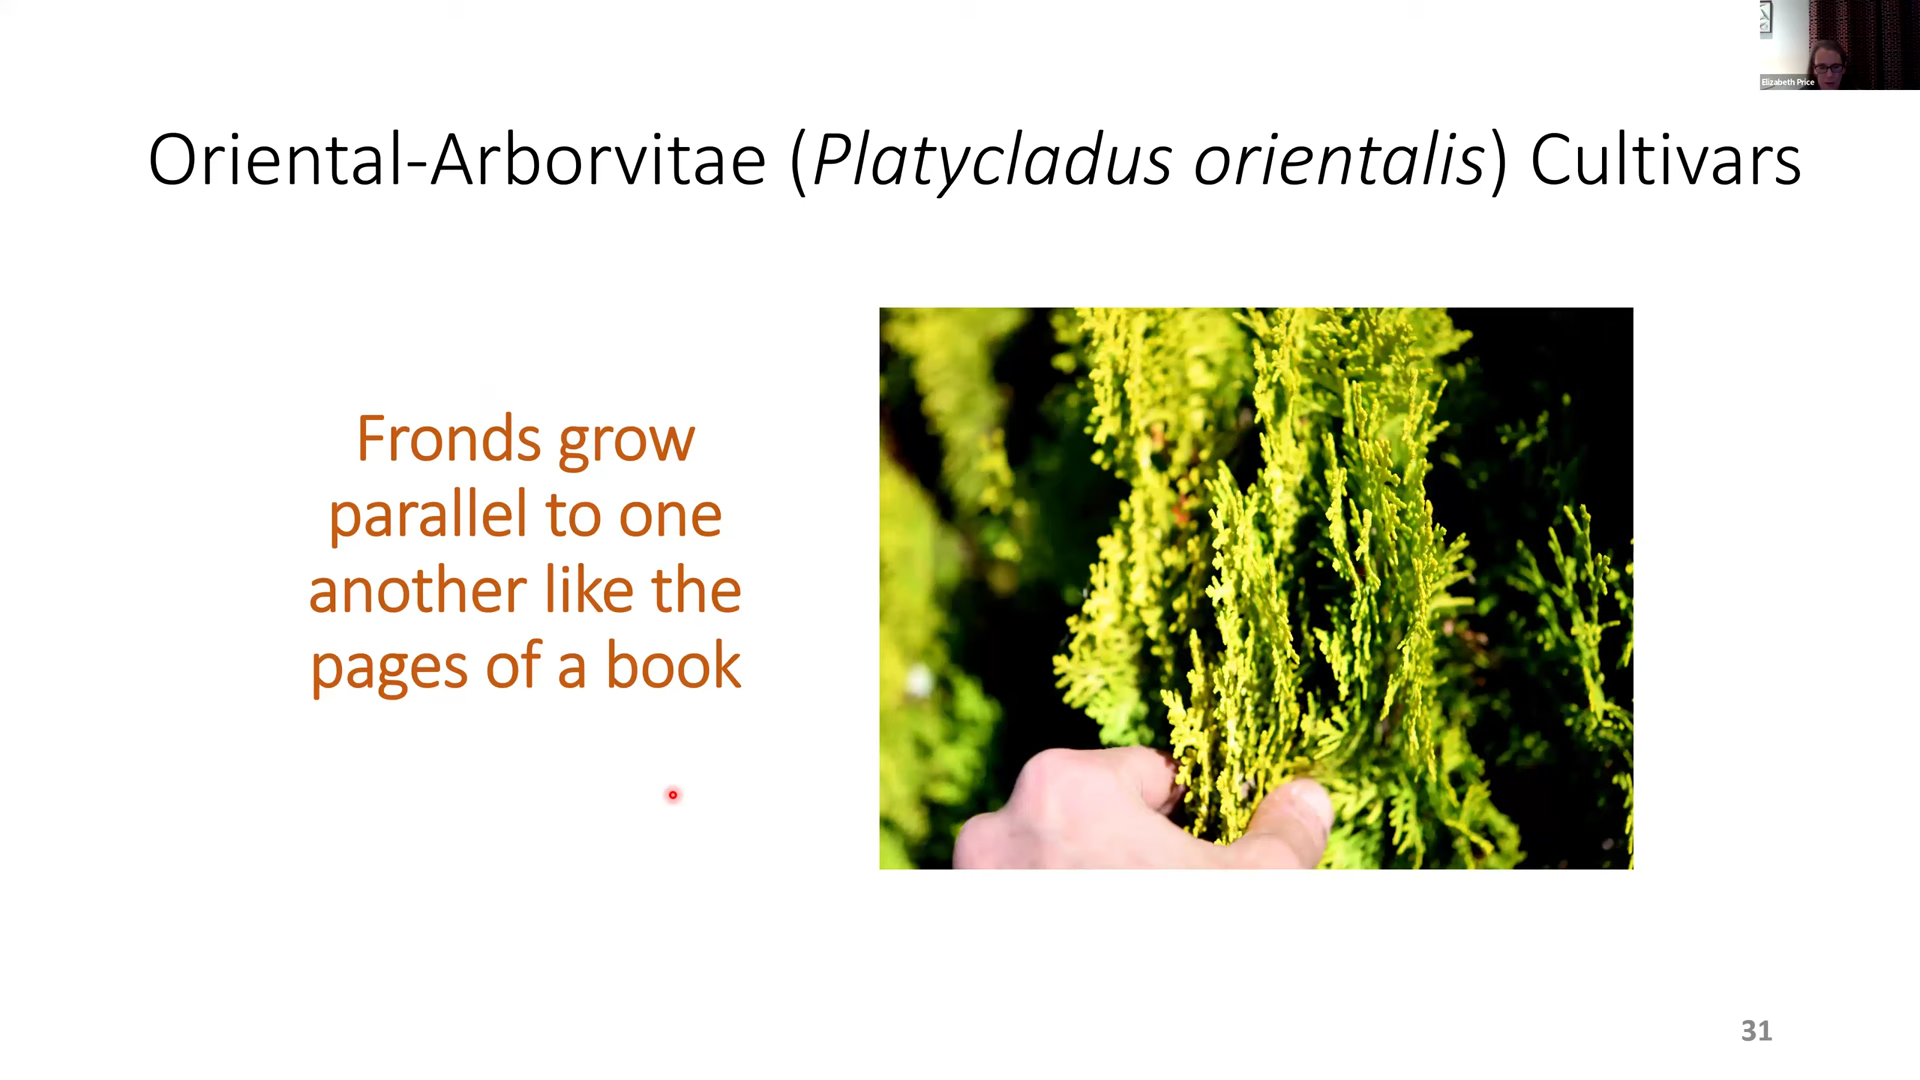 Elizabeth Price
Oriental-Arborvitae (Platycladus orientalis) Cultivars
Fronds grow
parallel to one
another like the
pages of a book
31